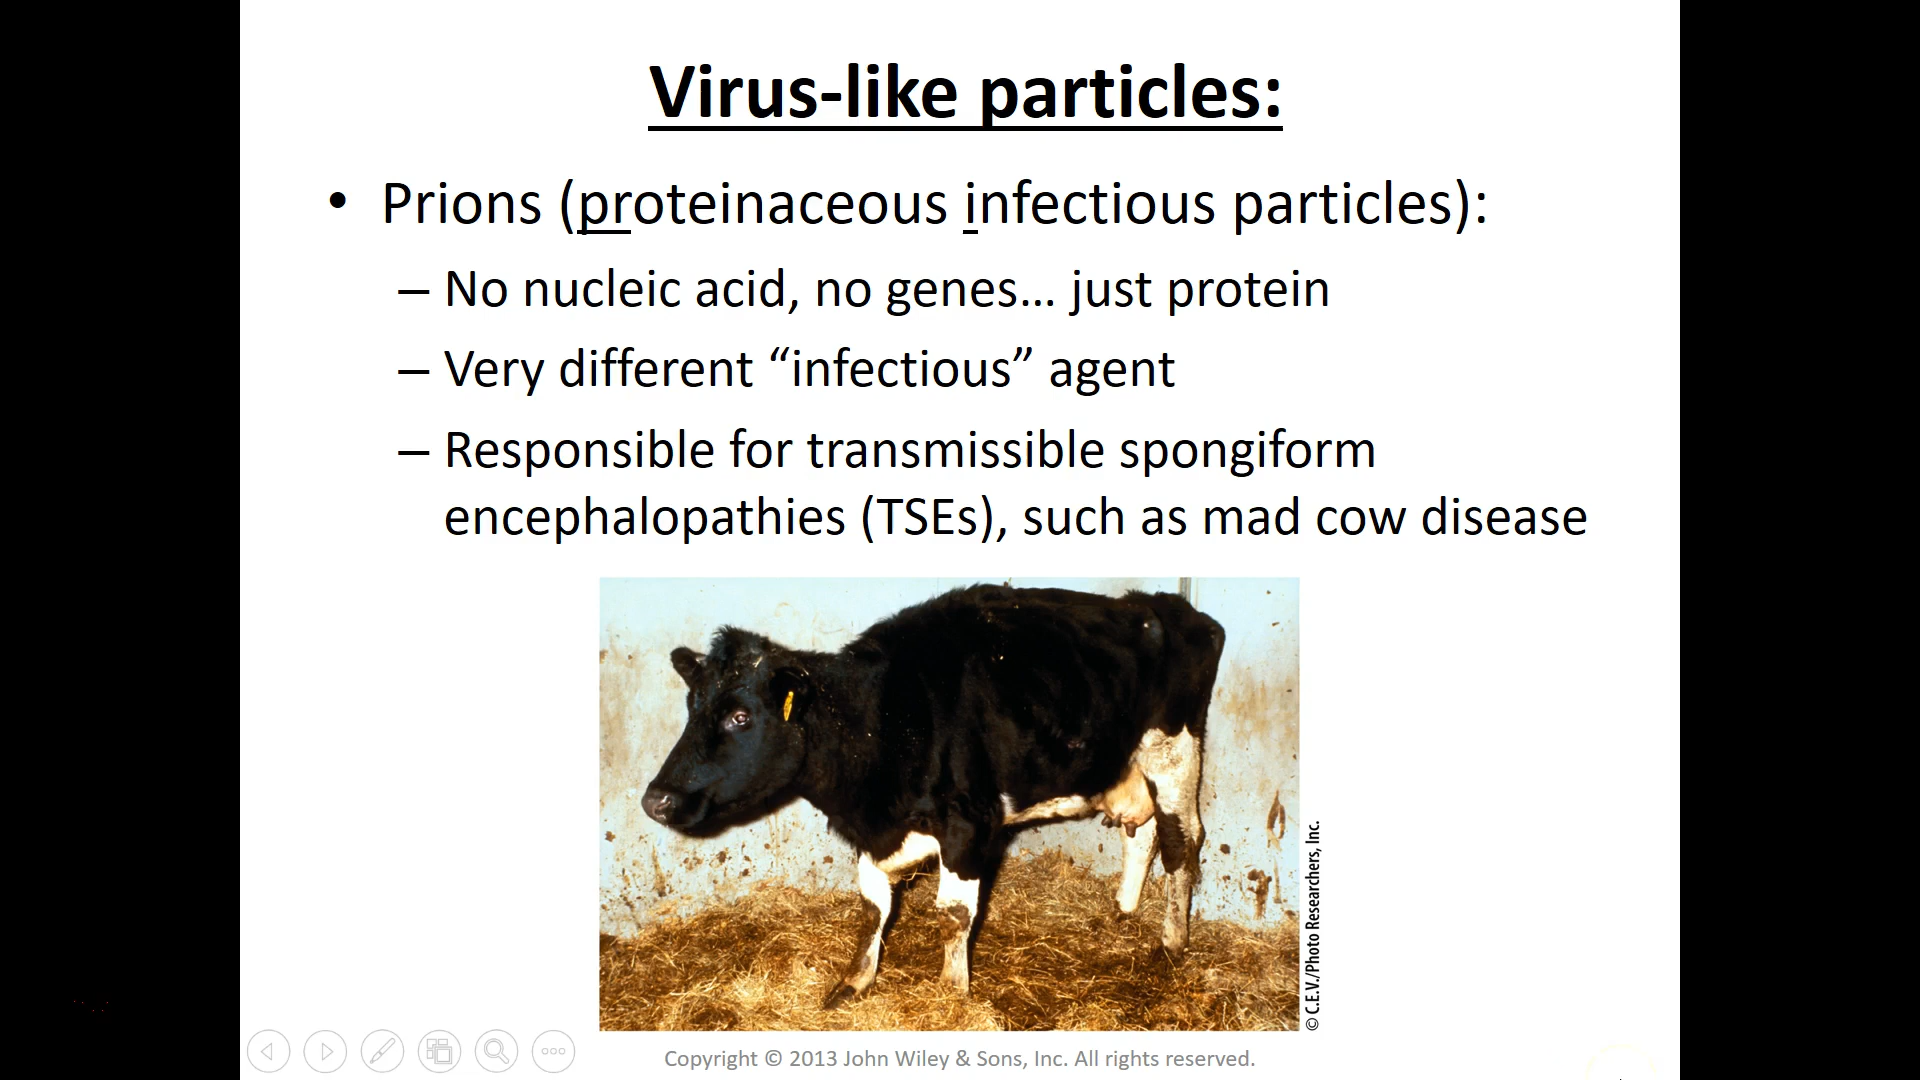 Virus-like particles:
• Prions (proteinaceous infectious particles):
– No nucleic acid, no genes… just protein
– Very different “infectious” agent
– Responsible for transmissible spongiform
encephalopathies (TSEs), such as mad cow disease
© C.E.V./Photo Researchers, Inc.
Copyright © 2013 John Wiley & Sons, Inc. All rights reserved.